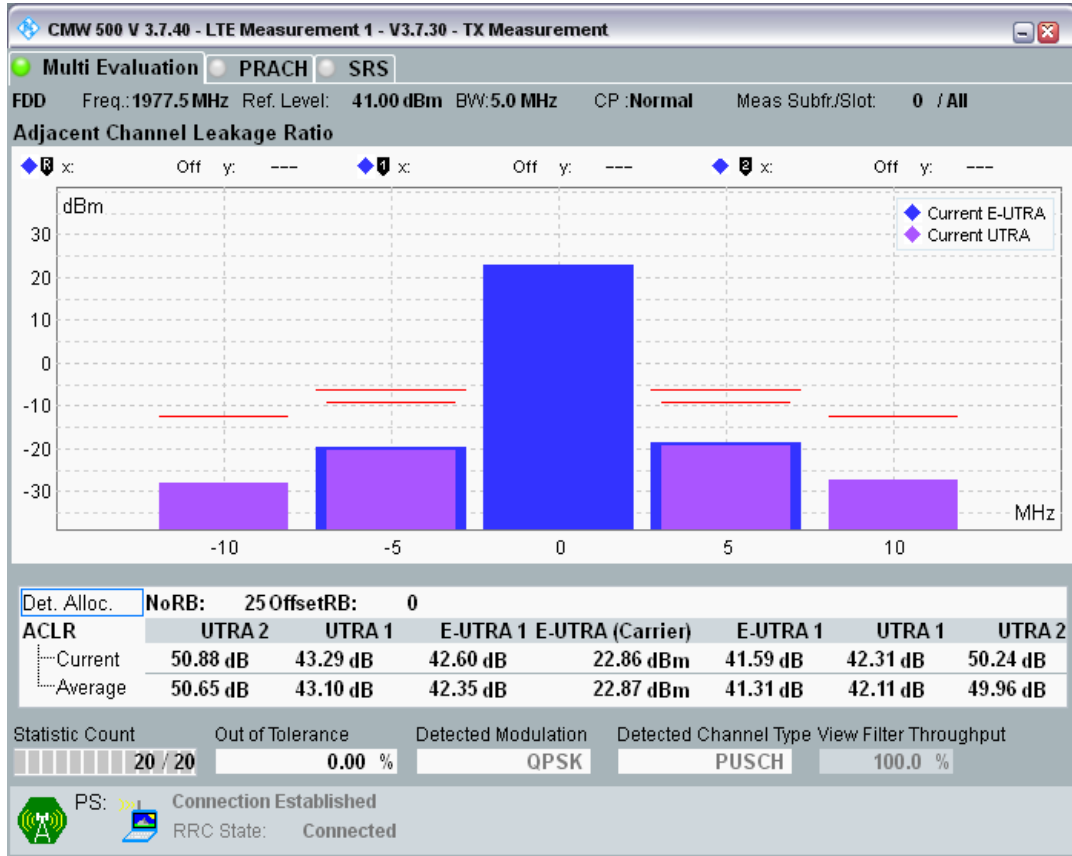 CMW 500 V 3.7.40 - LTE Measurement 1 - V3.7.30 - TX Measurement
Multi Evaluation PRACH SRS
FDD Freq.: 1977.5 MHz Ref. Level: 41.00 dBm BW: 5.0 MHz CP : Normal Meas Subfr./Slot: 0 / All
Adjacent Channel Leakage Ratio
R x: Off y: --- 1 x: Off y: --- 2 x: Off y: ---
dBm
Current E-UTRA
Current UTRA
30
20
10
0
-10
-20
-30
MHz
-10 -5 0 5 10
Det. Alloc. NoRB: 25 OffsetRB: 0
ACLR UTRA 2 UTRA 1 E-UTRA 1 E-UTRA (Carrier) E-UTRA 1 UTRA 1 UTRA 2
Current 50.88 dB 43.29 dB 42.60 dB 22.86 dBm 41.59 dB 42.31 dB 50.24 dB
Average 50.65 dB 43.10 dB 42.35 dB 22.87 dBm 41.31 dB 42.11 dB 49.96 dB
Statistic Count Out of Tolerance Detected Modulation Detected Channel Type View Filter Throughput
20 / 20 0.00 % QPSK PUSCH 100.0 %
PS: Connection Established
RRC State: Connected